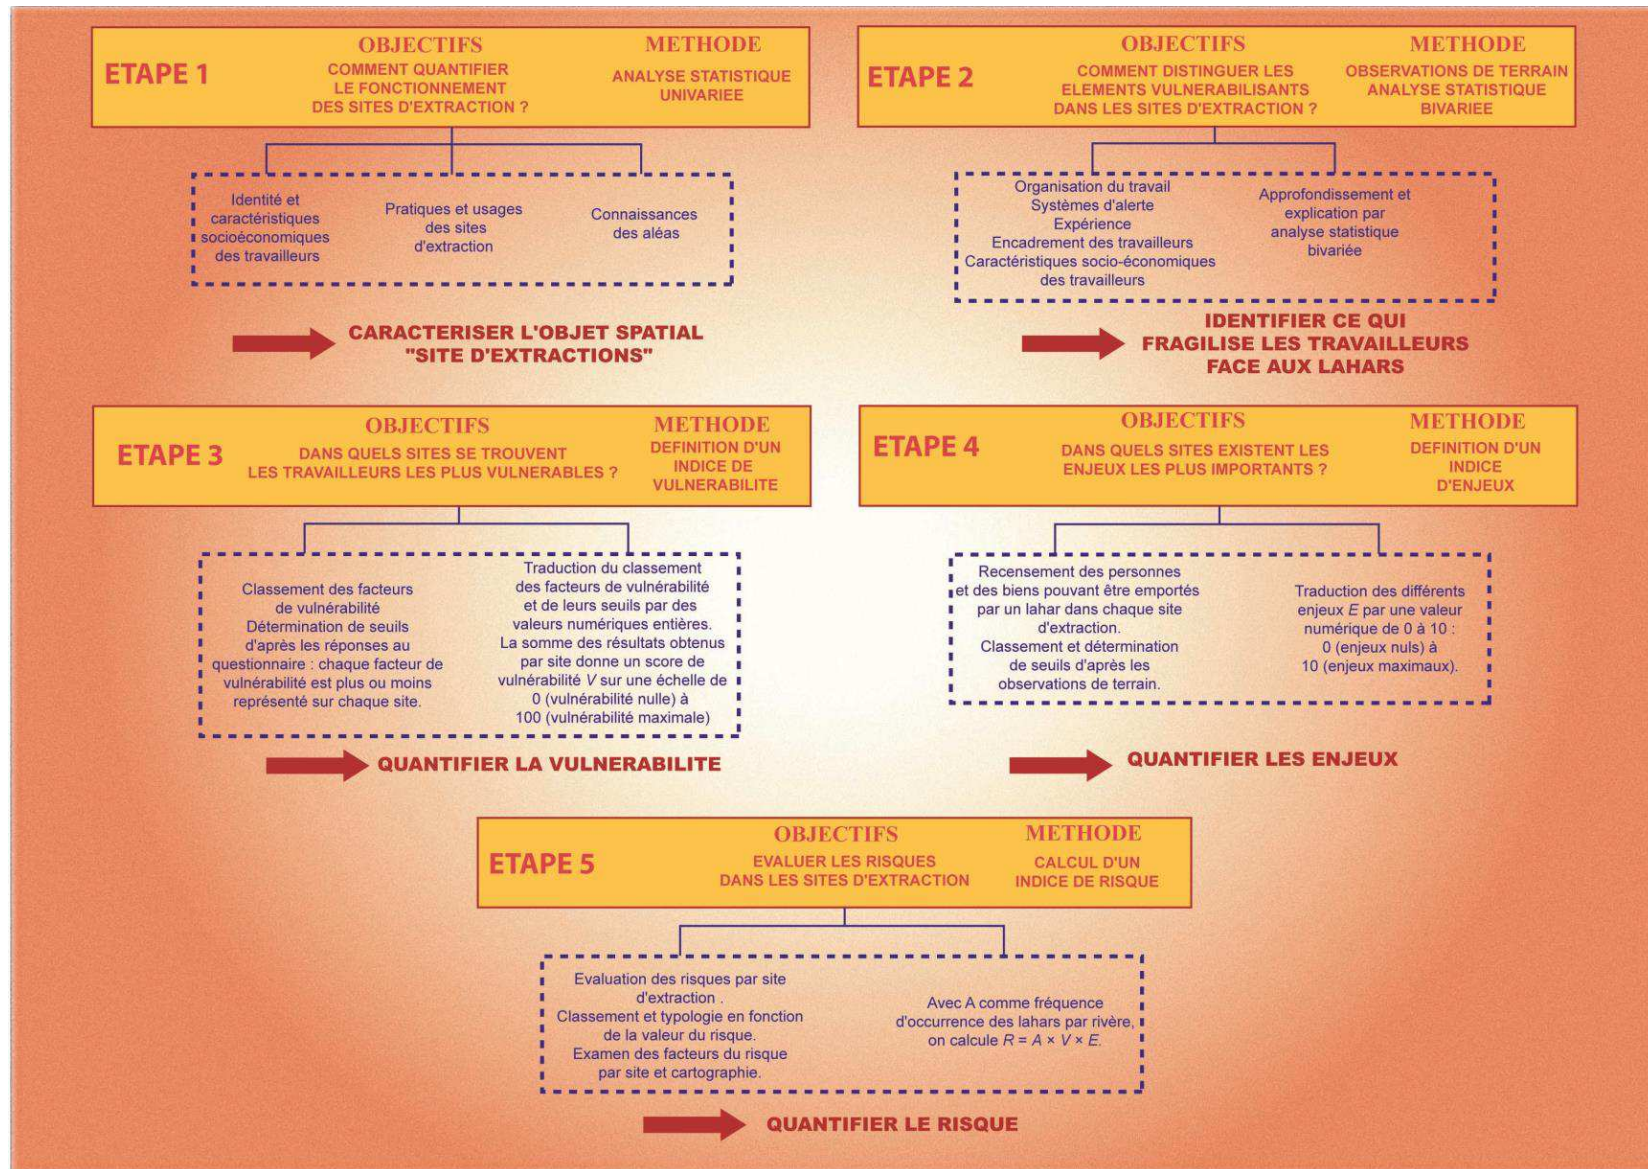 ETAPE 1
OBJECTIFS
COMMENT QUANTIFIER
LE FONCTIONNEMENT
DES SITES D'EXTRACTION ?
METHODE
ANALYSE STATISTIQUE
UNIVARIEE
Identité et
caractéristiques
socioéconomiques
des travailleurs
Pratiques et usages
des sites
d'extraction
Connaissances
des aléas
CARACTERISER L'OBJET SPATIAL
"SITE D'EXTRACTIONS"
ETAPE 2
OBJECTIFS
COMMENT DISTINGUER LES
ELEMENTS VULNERABILISANTS
DANS LES SITES D'EXTRACTION ?
METHODE
OBSERVATIONS DE TERRAIN
ANALYSE STATISTIQUE
BIVARIEE
Organisation du travail
Systèmes d'alerte
Expérience
Encadrement des travailleurs
Caractéristiques socio-économiques
des travailleurs
Approfondissement et
explication par
analyse statistique
bivariée
IDENTIFIER CE QUI
FRAGILISE LES TRAVAILLEURS
FACE AUX LAHARS
ETAPE 3
OBJECTIFS
DANS QUELS SITES SE TROUVENT
LES TRAVAILLEURS LES PLUS VULNERABLES ?
METHODE
DEFINITION D'UN
INDICE DE
VULNERABILITE
Classement des facteurs
de vulnérabilité
Détermination de seuils
d'après les réponses au
questionnaire : chaque facteur de
vulnérabilité est plus ou moins
représenté sur chaque site.
Traduction du classement
des facteurs de vulnérabilité
et de leurs seuils par des
valeurs numériques entières.
La somme des résultats obtenus
par site donne un score de
vulnérabilité V sur une échelle de
0 (vulnérabilité nulle) à
100 (vulnérabilité maximale)
QUANTIFIER LA VULNERABILITE
ETAPE 4
OBJECTIFS
DANS QUELS SITES EXISTENT LES
ENJEUX LES PLUS IMPORTANTS ?
METHODE
DEFINITION D'UN
INDICE
D'ENJEUX
Recensement des personnes
et des biens pouvant être emportés
par un lahar dans chaque site
d'extraction.
Classement et détermination
de seuils d'après les
observations de terrain.
Traduction des différents
enjeux E par une valeur
numérique de 0 à 10 :
0 (enjeux nuls) à
10 (enjeux maximaux).
QUANTIFIER LES ENJEUX
ETAPE 5
OBJECTIFS
EVALUER LES RISQUES
DANS LES SITES D'EXTRACTION
METHODE
CALCUL D'UN
INDICE DE RISQUE
Evaluation des risques par site
d'extraction .
Classement et typologie en fonction
de la valeur du risque.
Examen des facteurs du risque
par site et cartographie.
Avec A comme fréquence
d'occurrence des lahars par rivère,
on calcule R = A × V × E.
QUANTIFIER LE RISQUE